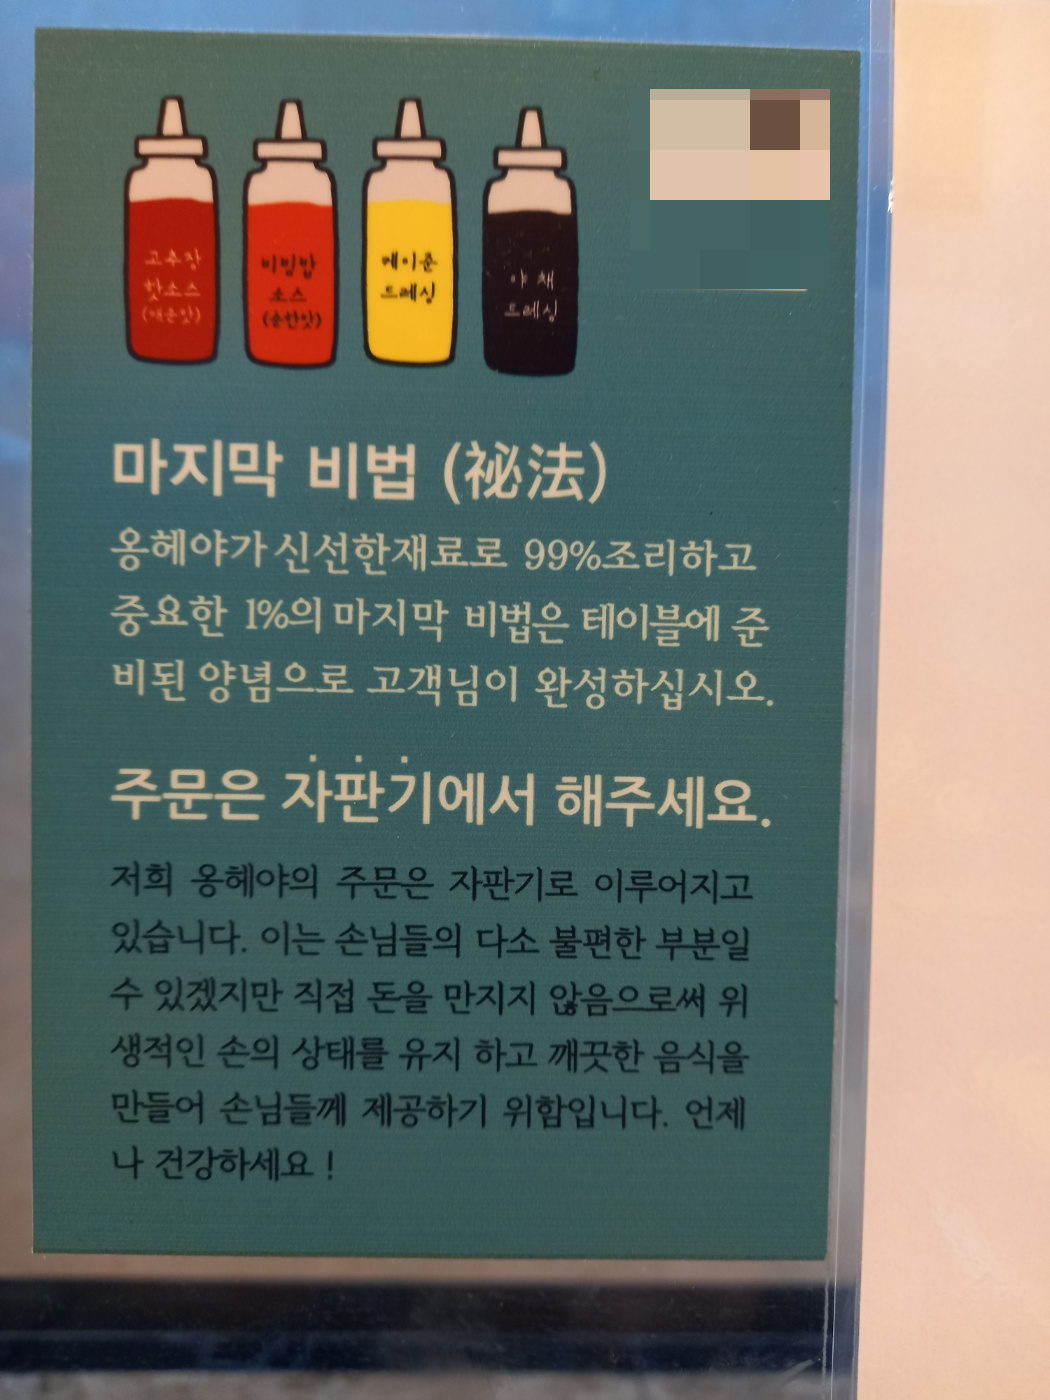 고추장
핫소스
(매운맛)
비빔밥
소스
(순한맛)
케이준
드레싱
야채
드레싱
마지막 비법 (祕法)
옹헤야가 신선한재료로 99%조리하고
중요한 1%의 마지막 비법은 테이블에 준
비된 양념으로 고객님이 완성하십시오.
주문은 자판기에서 해주세요.
저희 옹헤야의 주문은 자판기로 이루어지고
있습니다. 이는 손님들의 다소 불편한 부분일
수 있겠지만 직접 돈을 만지지 않음으로써 위
생적인 손의 상태를 유지 하고 깨끗한 음식을
만들어 손님들께 제공하기 위함입니다. 언제
나 건강하세요 !